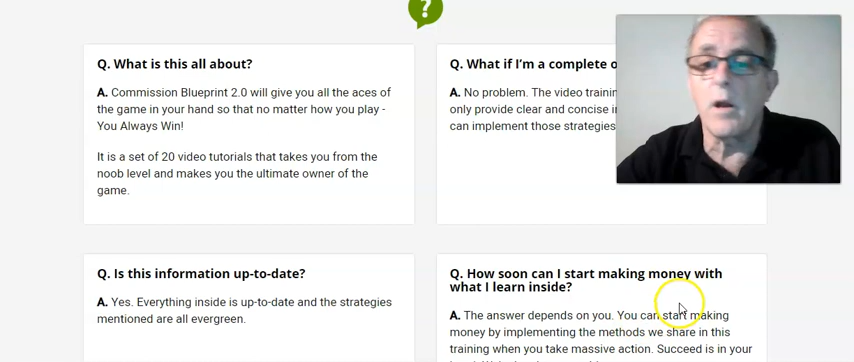 ?
Q. What is this all about?
A. Commission Blueprint 2.0 will give you all the aces of
the game in your hand so that no matter how you play -
You Always Win!
It is a set of 20 video tutorials that takes you from the
noob level and makes you the ultimate owner of the
game.
Q. What if I'm a complete
A. No problem. The video
only provide clear and concise
can implement those strategies
Q. Is this information up-to-date?
A. Yes. Everything inside is up-to-date and the strategies
mentioned are all evergreen.
Q. How soon can I start making money with
what I learn inside?
A. The answer depends on you. You can start making
money by implementing the methods we share in this
training when you take massive action. Succeed is in your